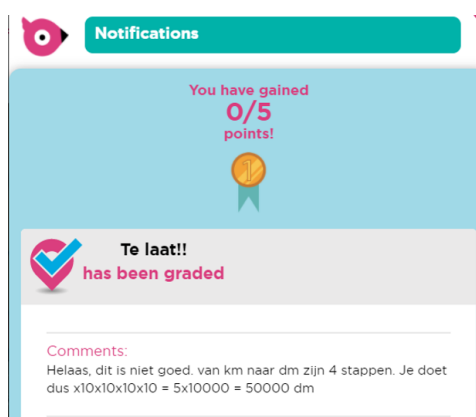 Notifications
You have gained
0/5
points!
1
Te laat!!
has been graded
Comments:
Helaas, dit is niet goed. van km naar dm zijn 4 stappen. Je doet
dus x10x10x10x10 = 5x10000 = 50000 dm